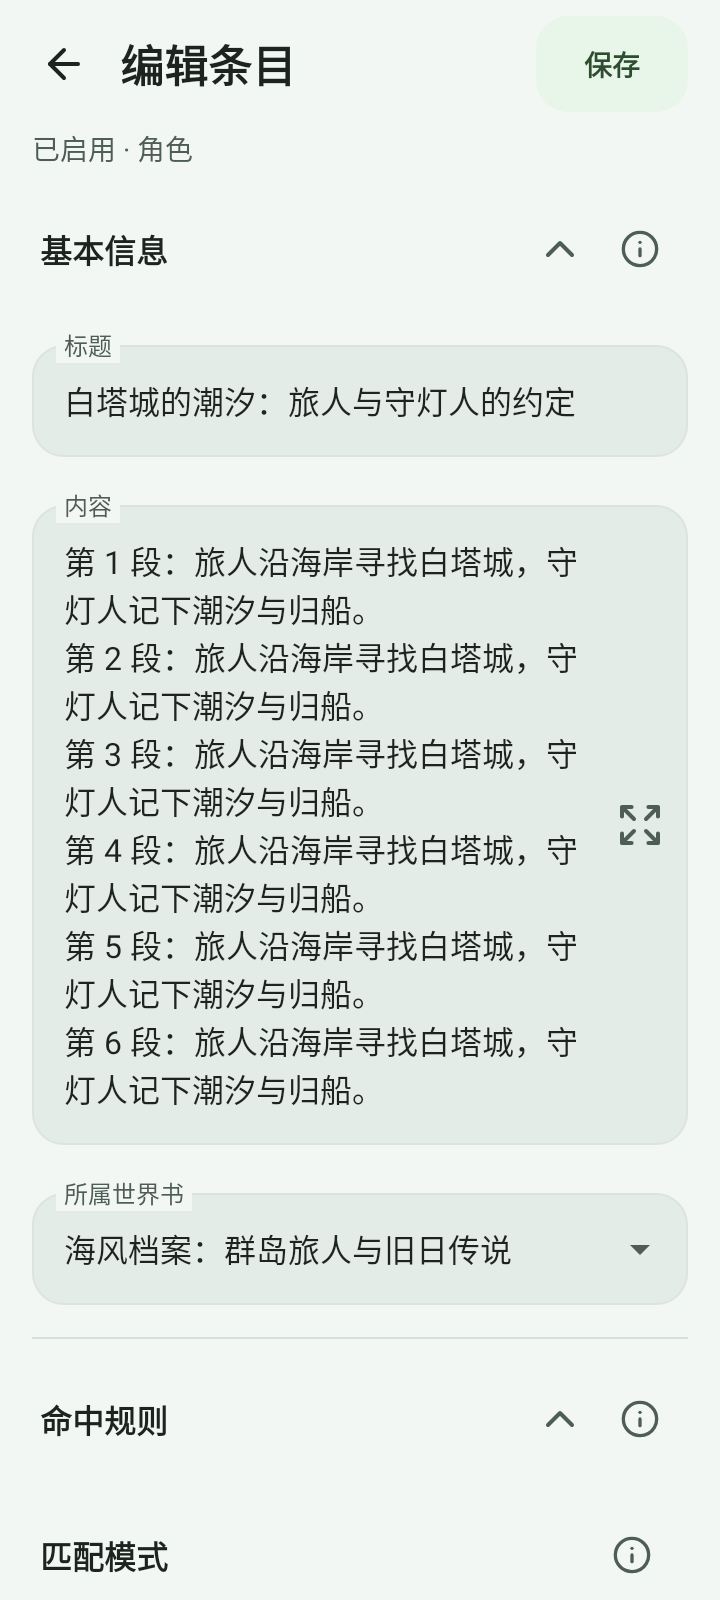 编辑条目
保存
已启用 · 角色
基本信息
标题
白塔城的潮汐：旅人与守灯人的约定
内容
第 1 段：旅人沿海岸寻找白塔城，守
灯人记下潮汐与归船。
第 2 段：旅人沿海岸寻找白塔城，守
灯人记下潮汐与归船。
第 3 段：旅人沿海岸寻找白塔城，守
灯人记下潮汐与归船。
第 4 段：旅人沿海岸寻找白塔城，守
灯人记下潮汐与归船。
第 5 段：旅人沿海岸寻找白塔城，守
灯人记下潮汐与归船。
第 6 段：旅人沿海岸寻找白塔城，守
灯人记下潮汐与归船。
所属世界书
海风档案：群岛旅人与旧日传说
命中规则
匹配模式